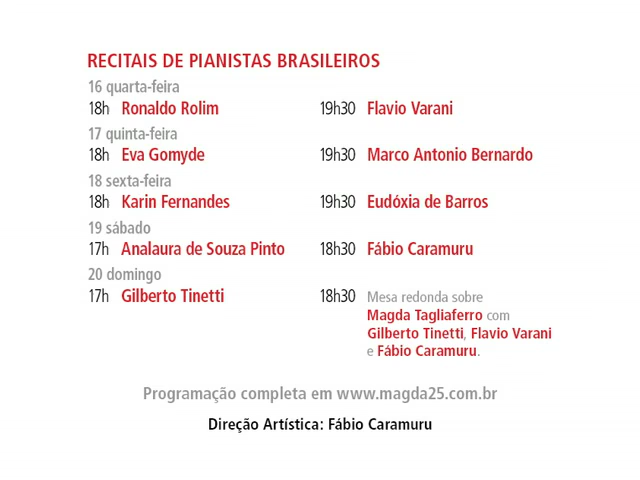 RECITAIS DE PIANISTAS BRASILEIROS
16 quarta-feira
18h Ronaldo Rolim 19h30 Flavio Varani
17 quinta-feira
18h Eva Gomyde 19h30 Marco Antonio Bernardo
18 sexta-feira
18h Karin Fernandes 19h30 Eudóxia de Barros
19 sábado
17h Analaura de Souza Pinto 18h30 Fábio Caramuru
20 domingo
17h Gilberto Tinetti 18h30 Mesa redonda sobre
Magda Tagliaferro com
Gilberto Tinetti, Flavio Varani
e Fábio Caramuru.
Programação completa em www.magda25.com.br
Direção Artística: Fábio Caramuru